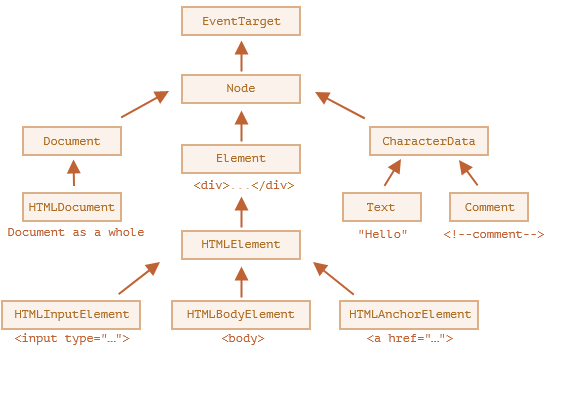 EventTarget
Node
Document
CharacterData
Element
<div>...</div>
HTMLDocument
Document as a whole
Text
Comment
"Hello"
<!--comment-->
HTMLElement
HTMLInputElement
HTMLBodyElement
HTMLAnchorElement
<input type="…">
<body>
<a href="…">